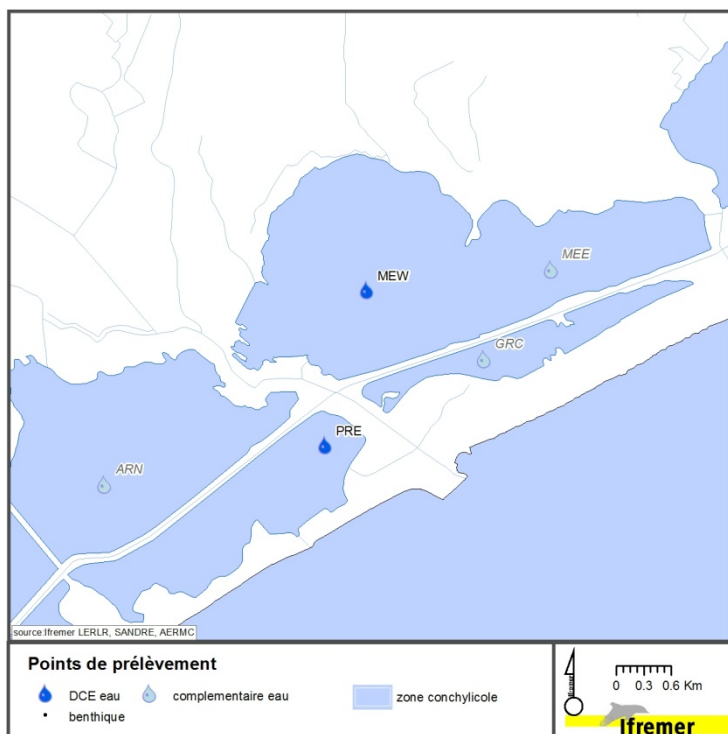 MEE
MEW
GRC
PRE
ARN
source:Ifremer LERLR, SANDRE, AERMC
Points de prélèvement
DCE eau
complementaire eau
zone conchylicole
benthique
0 0.3 0.6 Km
Ifremer